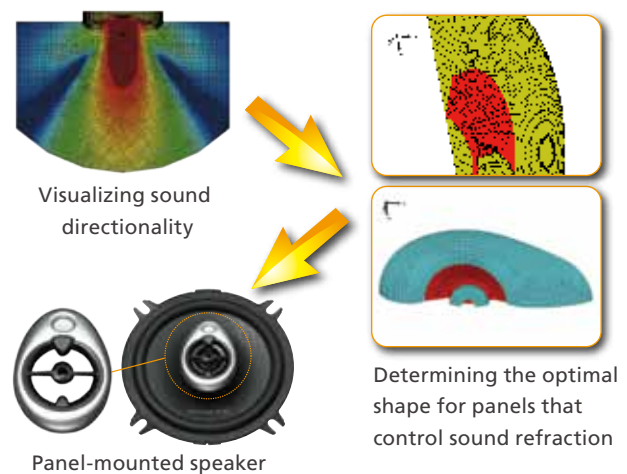 Visualizing sound
directionality
Determining the optimal
shape for panels that
control sound refraction
Panel-mounted speaker